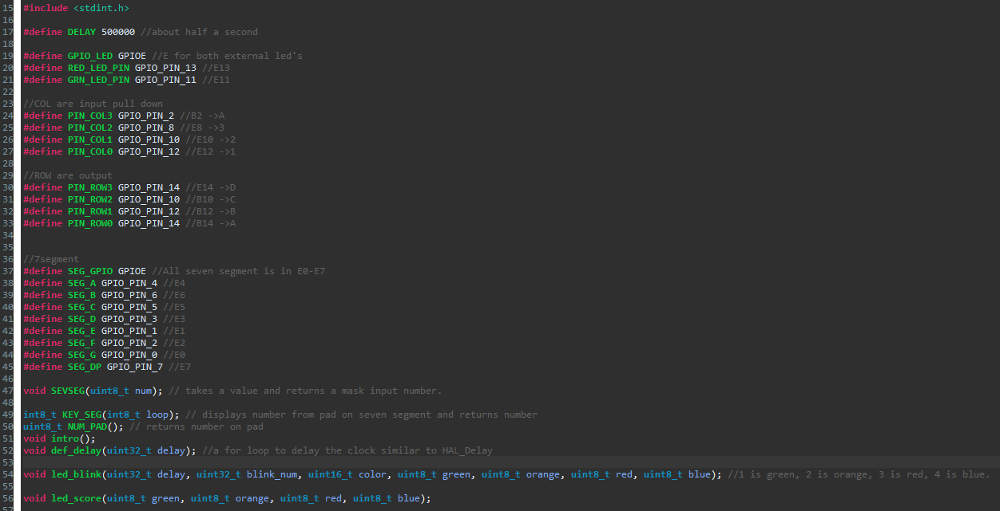 15 #include <stdint.h>
16
17 #define DELAY 500000 //about half a second
18
19 #define GPIO_LED GPIOE //E for both external led's
20 #define RED_LED_PIN GPIO_PIN_13 //E13
21 #define GRN_LED_PIN GPIO_PIN_11 //E11
22
23 //COL are input pull down
24 #define PIN_COL3 GPIO_PIN_2 //B2 ->A
25 #define PIN_COL2 GPIO_PIN_8 //E8 ->3
26 #define PIN_COL1 GPIO_PIN_10 //E10 ->2
27 #define PIN_COL0 GPIO_PIN_12 //E12 ->1
28
29 //ROW are output
30 #define PIN_ROW3 GPIO_PIN_14 //E14 ->D
31 #define PIN_ROW2 GPIO_PIN_10 //B10 ->C
32 #define PIN_ROW1 GPIO_PIN_12 //B12 ->B
33 #define PIN_ROW0 GPIO_PIN_14 //B14 ->A
34
35
36 //7segment
37 #define SEG_GPIO GPIOE //All seven segment is in E0-E7
38 #define SEG_A GPIO_PIN_4 //E4
39 #define SEG_B GPIO_PIN_6 //E6
40 #define SEG_C GPIO_PIN_5 //E5
41 #define SEG_D GPIO_PIN_3 //E3
42 #define SEG_E GPIO_PIN_1 //E1
43 #define SEG_F GPIO_PIN_2 //E2
44 #define SEG_G GPIO_PIN_0 //E0
45 #define SEG_DP GPIO_PIN_7 //E7
46
47 void SEVSEG(uint8_t num); // takes a value and returns a mask input number.
48
49 int8_t KEY_SEG(int8_t loop); // displays number from pad on seven segment and returns number
50 uint8_t NUM_PAD(); // returns number on pad
51 void intro();
52 void def_delay(uint32_t delay); //a for loop to delay the clock similar to HAL_Delay
53
54 void led_blink(uint32_t delay, uint32_t blink_num, uint16_t color, uint8_t green, uint8_t orange, uint8_t red, uint8_t blue); //1 is green, 2 is orange, 3 is red, 4 is blue.
55
56 void led_score(uint8_t green, uint8_t orange, uint8_t red, uint8_t blue);
57